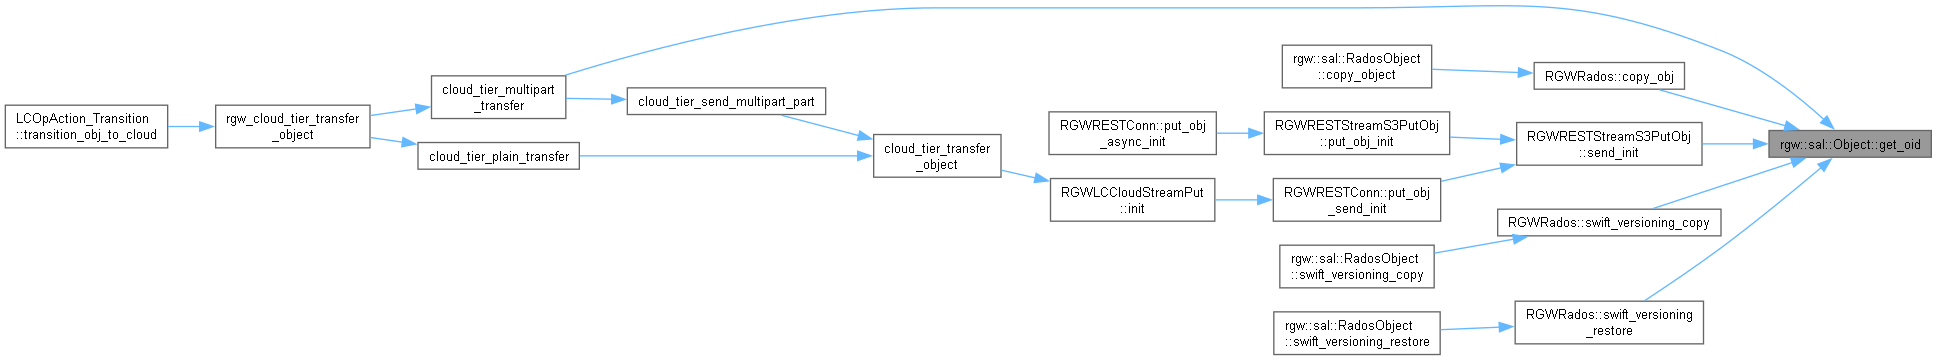 LCOpAction_Transition
::transition_obj_to_cloud
rgw_cloud_tier_transfer
_object
cloud_tier_multipart
_transfer
cloud_tier_plain_transfer
cloud_tier_send_multipart_part
cloud_tier_transfer
_object
RGWRESTConn::put_obj
_async_init
RGWLCCloudStreamPut
::init
rgw::sal::RadosObject
::copy_object
RGWRESTStreamS3PutObj
::put_obj_init
RGWRESTConn::put_obj
_send_init
rgw::sal::RadosObject
::swift_versioning_copy
rgw::sal::RadosObject
::swift_versioning_restore
RGWRados::copy_obj
RGWRESTStreamS3PutObj
::send_init
RGWRados::swift_versioning_copy
RGWRados::swift_versioning
_restore
rgw::sal::Object::get_oid